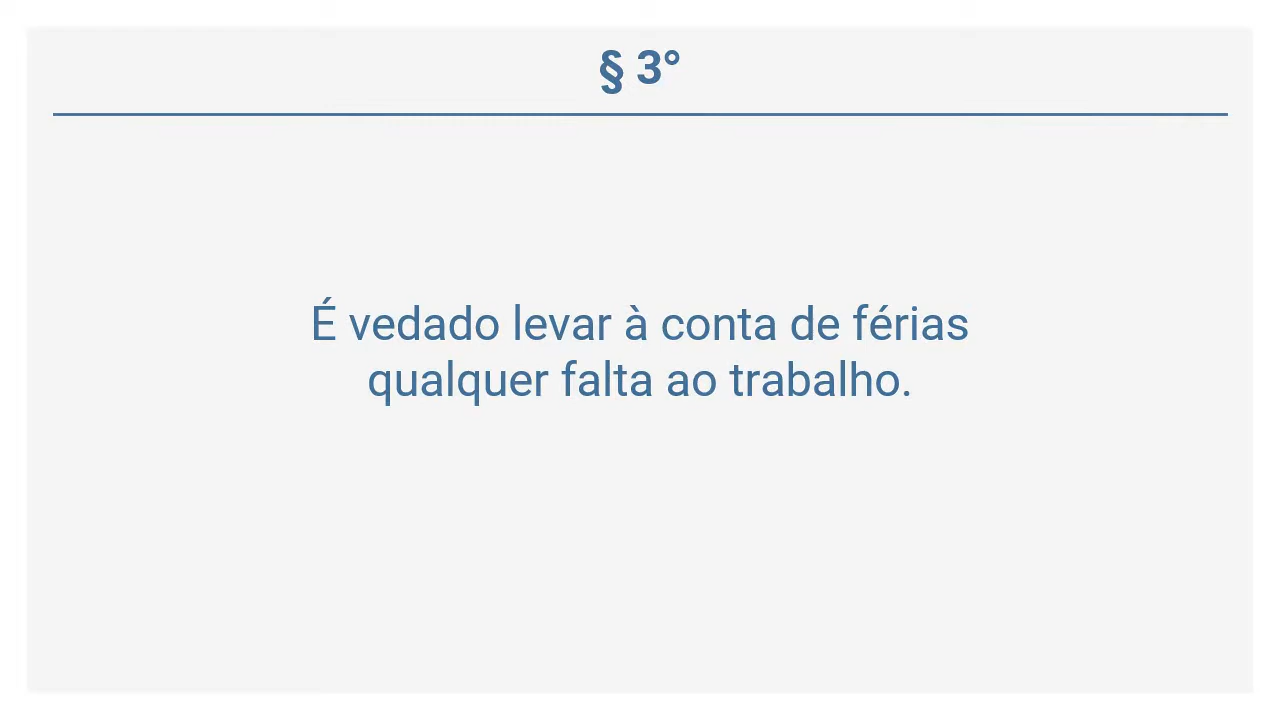 § 3°
É vedado levar à conta de férias
qualquer falta ao trabalho.